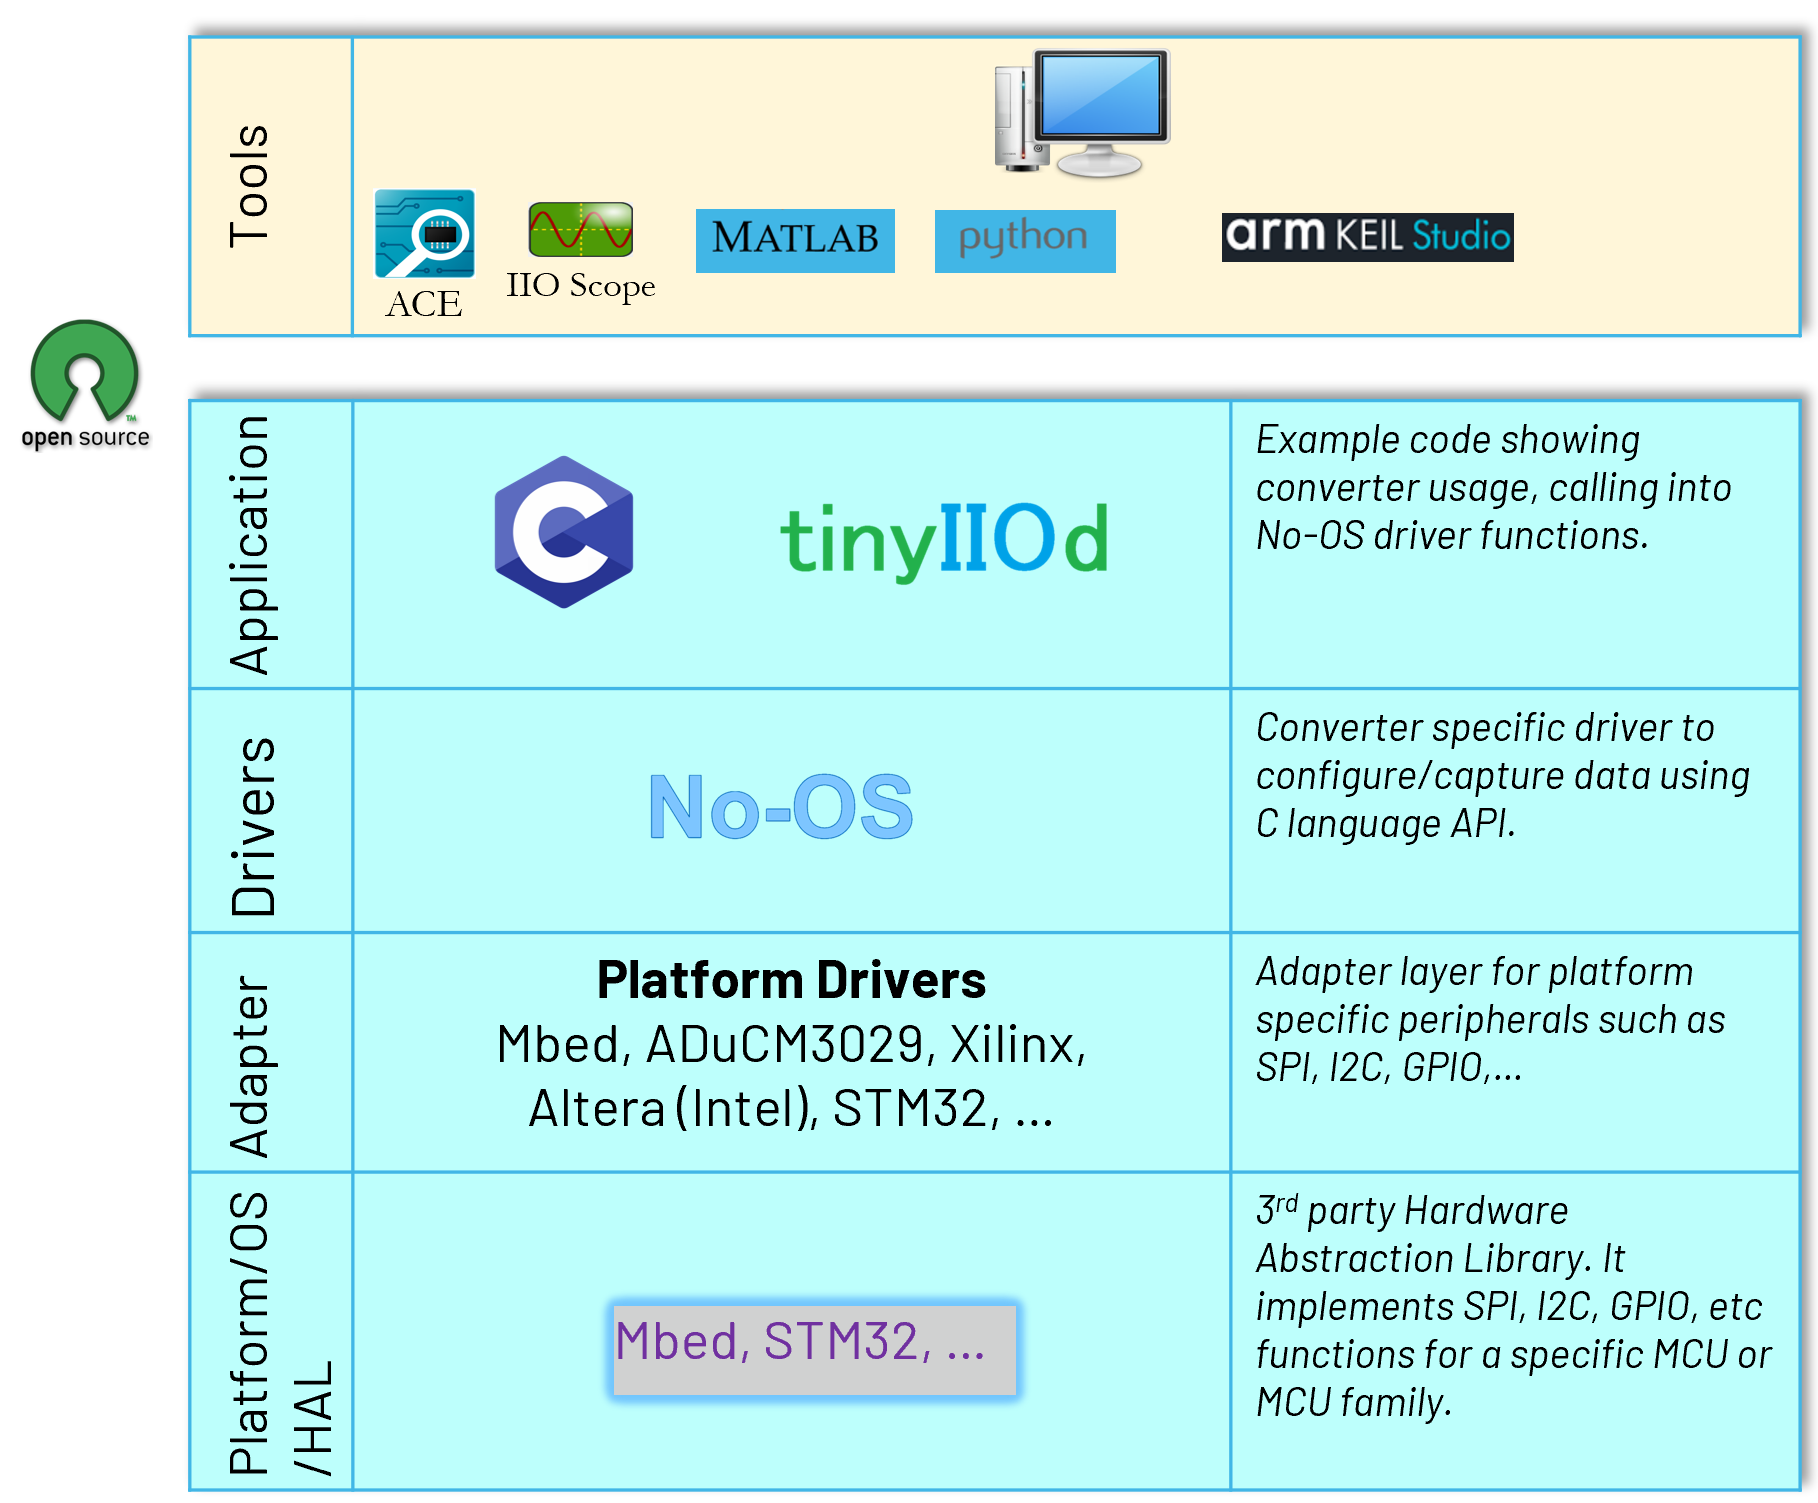 Tools
ACE
IIO Scope
MATLAB
python
arm KEIL Studio
open source
TM
Application
tinyIIOd
Example code showing
converter usage, calling into
No-OS driver functions.
Drivers
No-OS
Converter specific driver to
configure/capture data using
C language API.
Adapter
Platform Drivers
Mbed, ADuCM3029, Xilinx,
Altera (Intel), STM32, ...
Adapter layer for platform
specific peripherals such as
SPI, I2C, GPIO,...
Platform/OS
/HAL
Mbed, STM32, ...
3rd party Hardware
Abstraction Library. It
implements SPI, I2C, GPIO, etc
functions for a specific MCU or
MCU family.